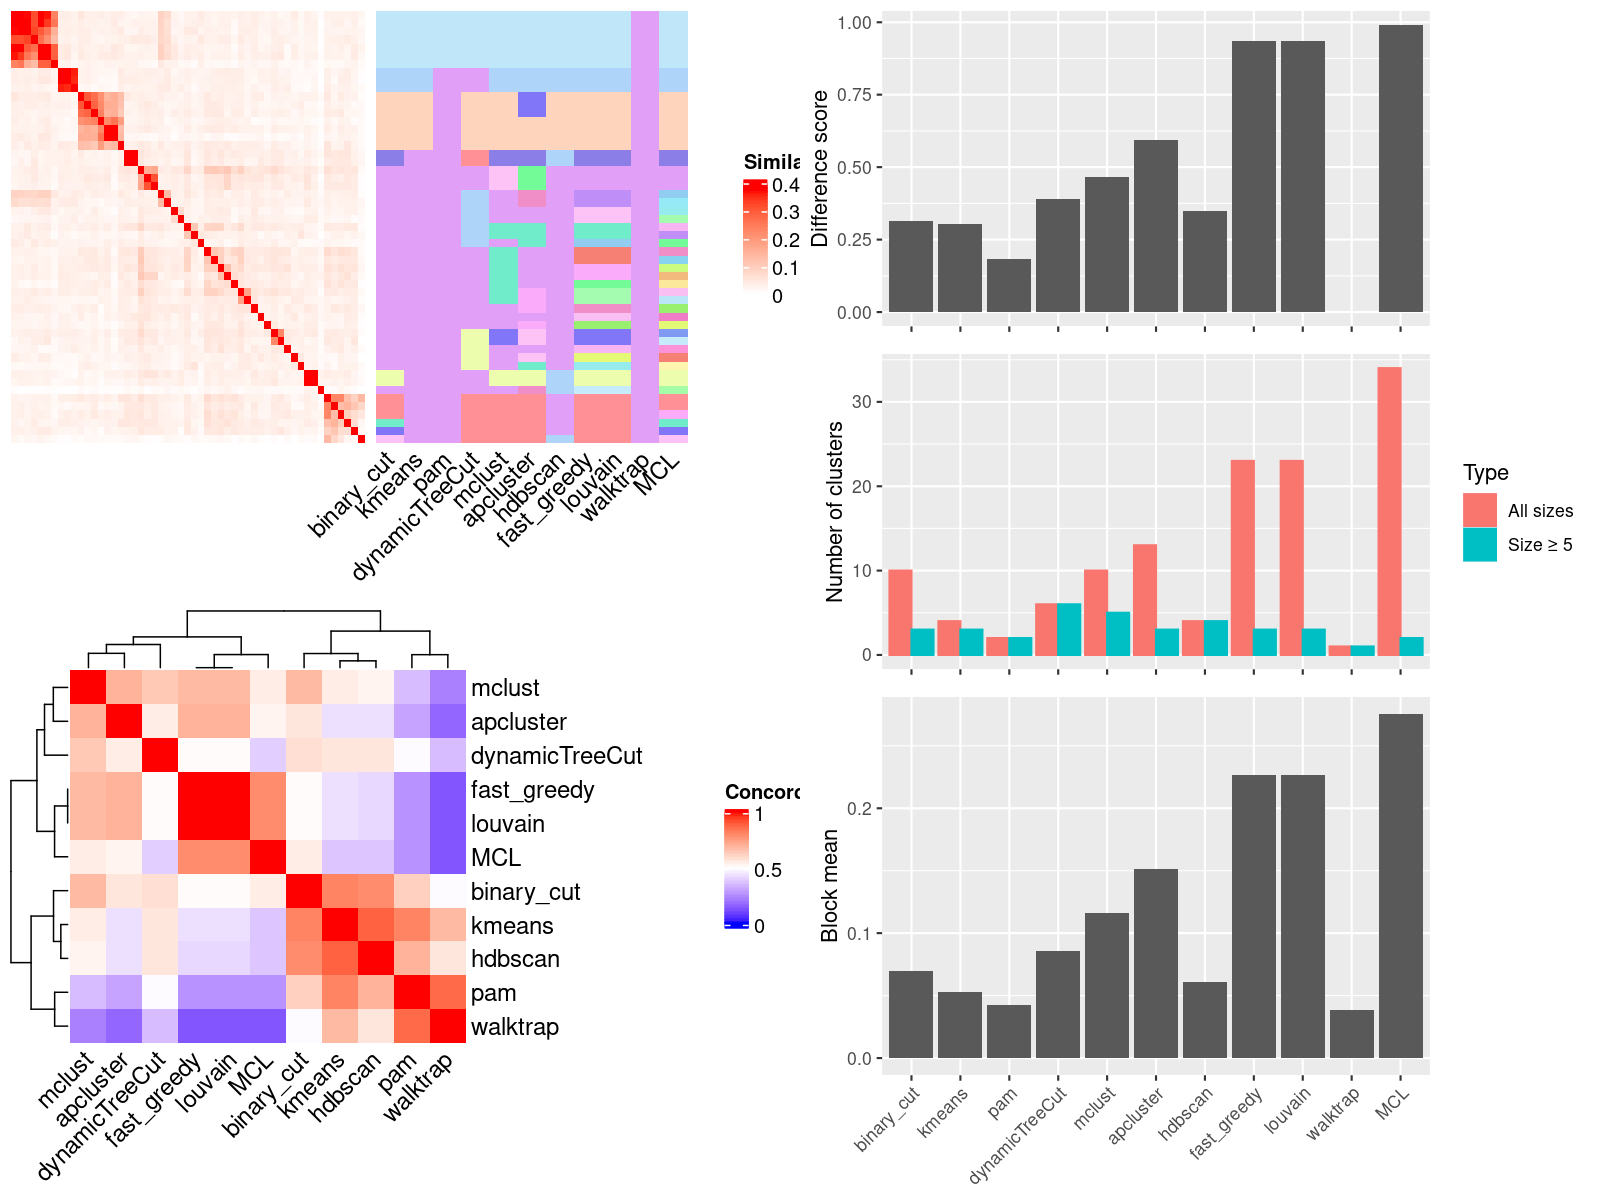 Simila
0.4
0.3
0.2
0.1
0
binary_cut
kmeans
pam
dynamicTreeCut
mclust
apcluster
hdbscan
fast_greedy
louvain
walktrap
MCL
mclust
apcluster
dynamicTreeCut
fast_greedy
louvain
MCL
binary_cut
kmeans
hdbscan
pam
walktrap
Concord
1
0.5
0
mclust
apcluster
dynamicTreeCut
fast_greedy
louvain
MCL
binary_cut
kmeans
hdbscan
pam
walktrap
Difference score
1.00
0.75
0.50
0.25
0.00
Number of clusters
30
20
10
0
Type
All sizes
Size ≥ 5
Block mean
0.2
0.1
0.0
binary_cut
kmeans
pam
dynamicTreeCut
mclust
apcluster
hdbscan
fast_greedy
louvain
walktrap
MCL